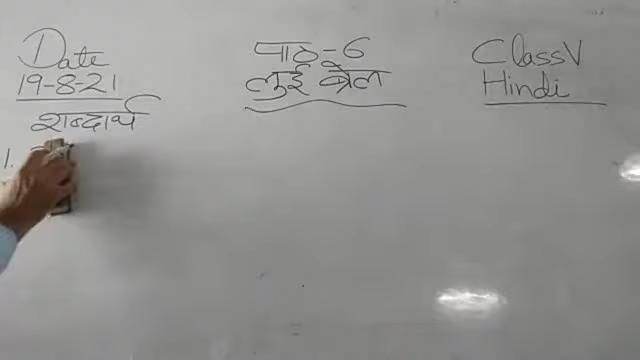 Date
19-8-21
पाठ-6
लुई ब्रेल
Class V
Hindi
शब्दार्थ
1.